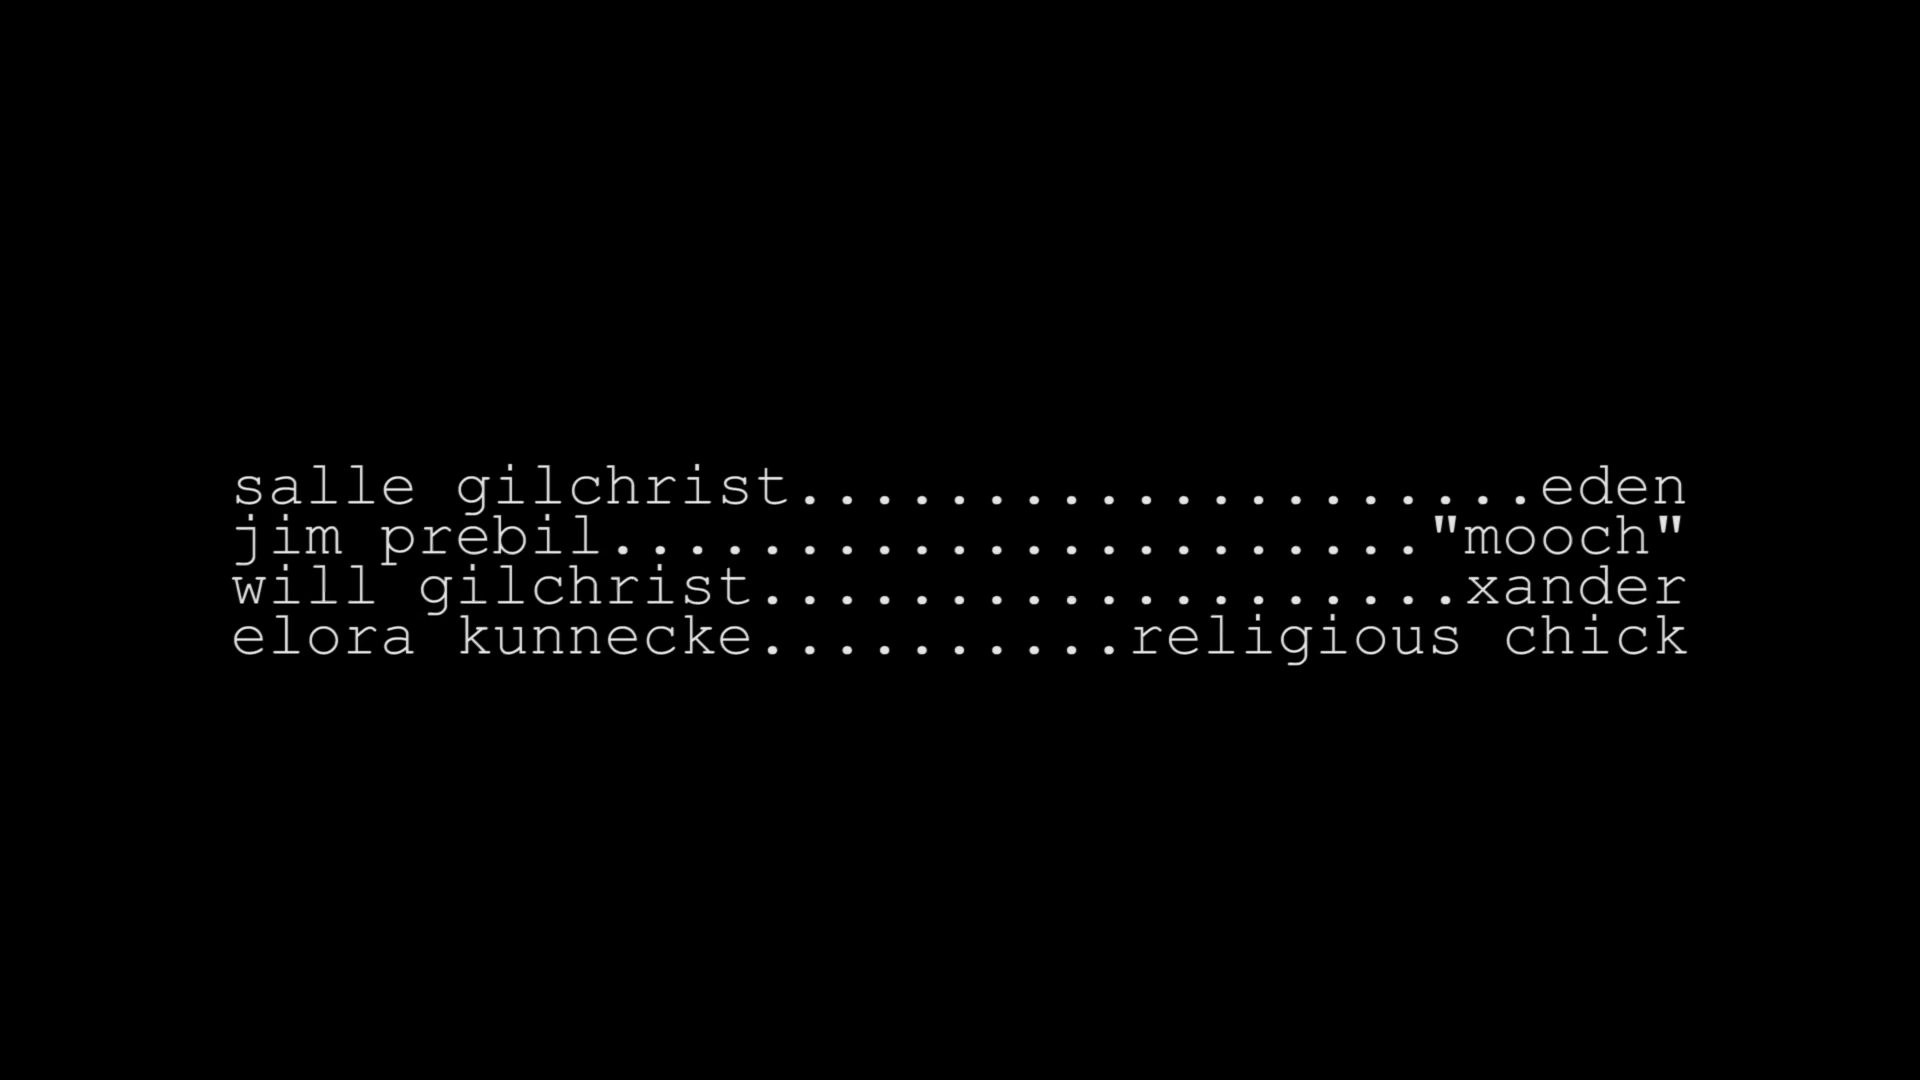 salle gilchrist....................eden
jim prebil......................"mooch"
will gilchrist...................xander
elora kunnecke..........religious chick